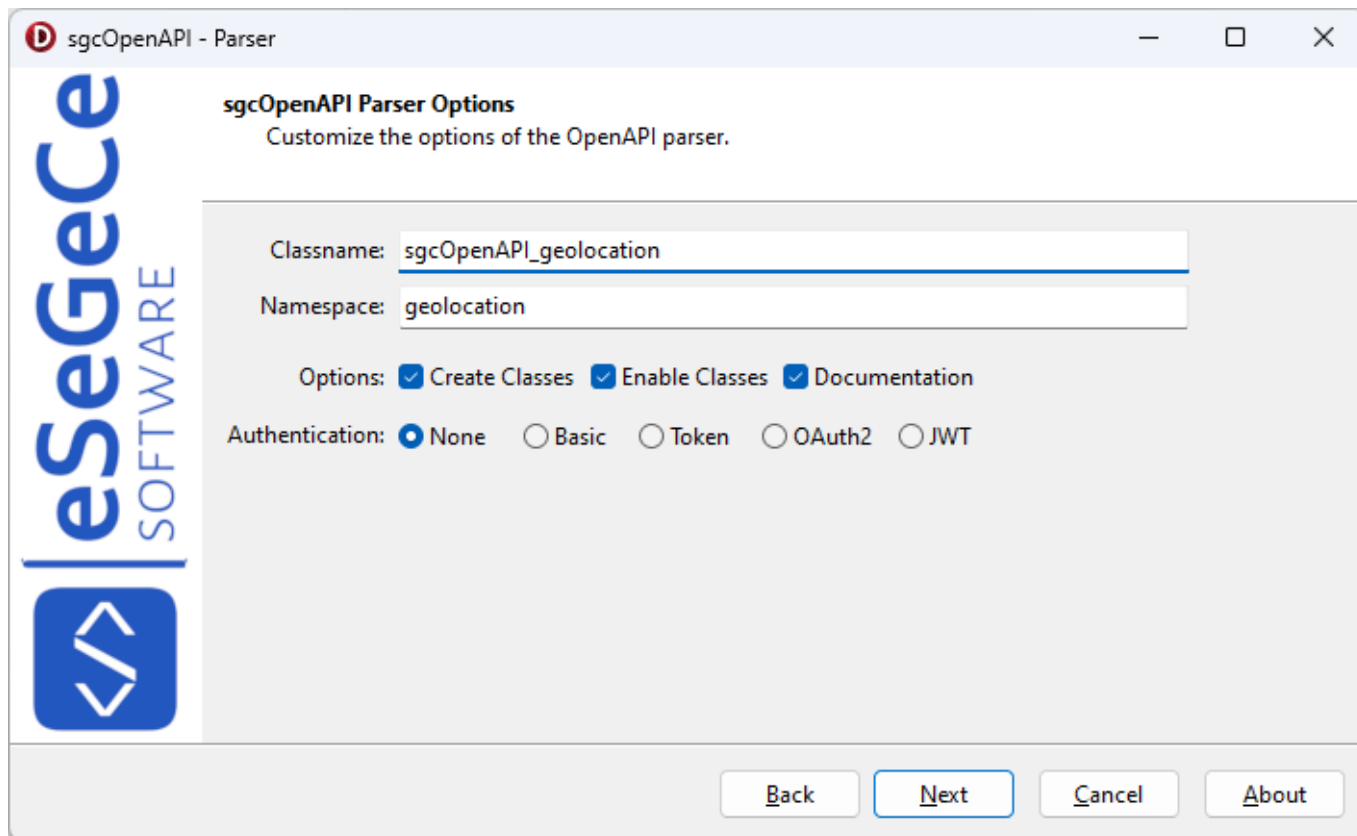 sgcOpenAPI - Parser
eSeGeCe
SOFTWARE
sgcOpenAPI Parser Options
Customize the options of the OpenAPI parser.
Classname: sgcOpenAPI_geolocation
Namespace: geolocation
Options: Create Classes Enable Classes Documentation
Authentication: None Basic Token OAuth2 JWT
Back Next Cancel About